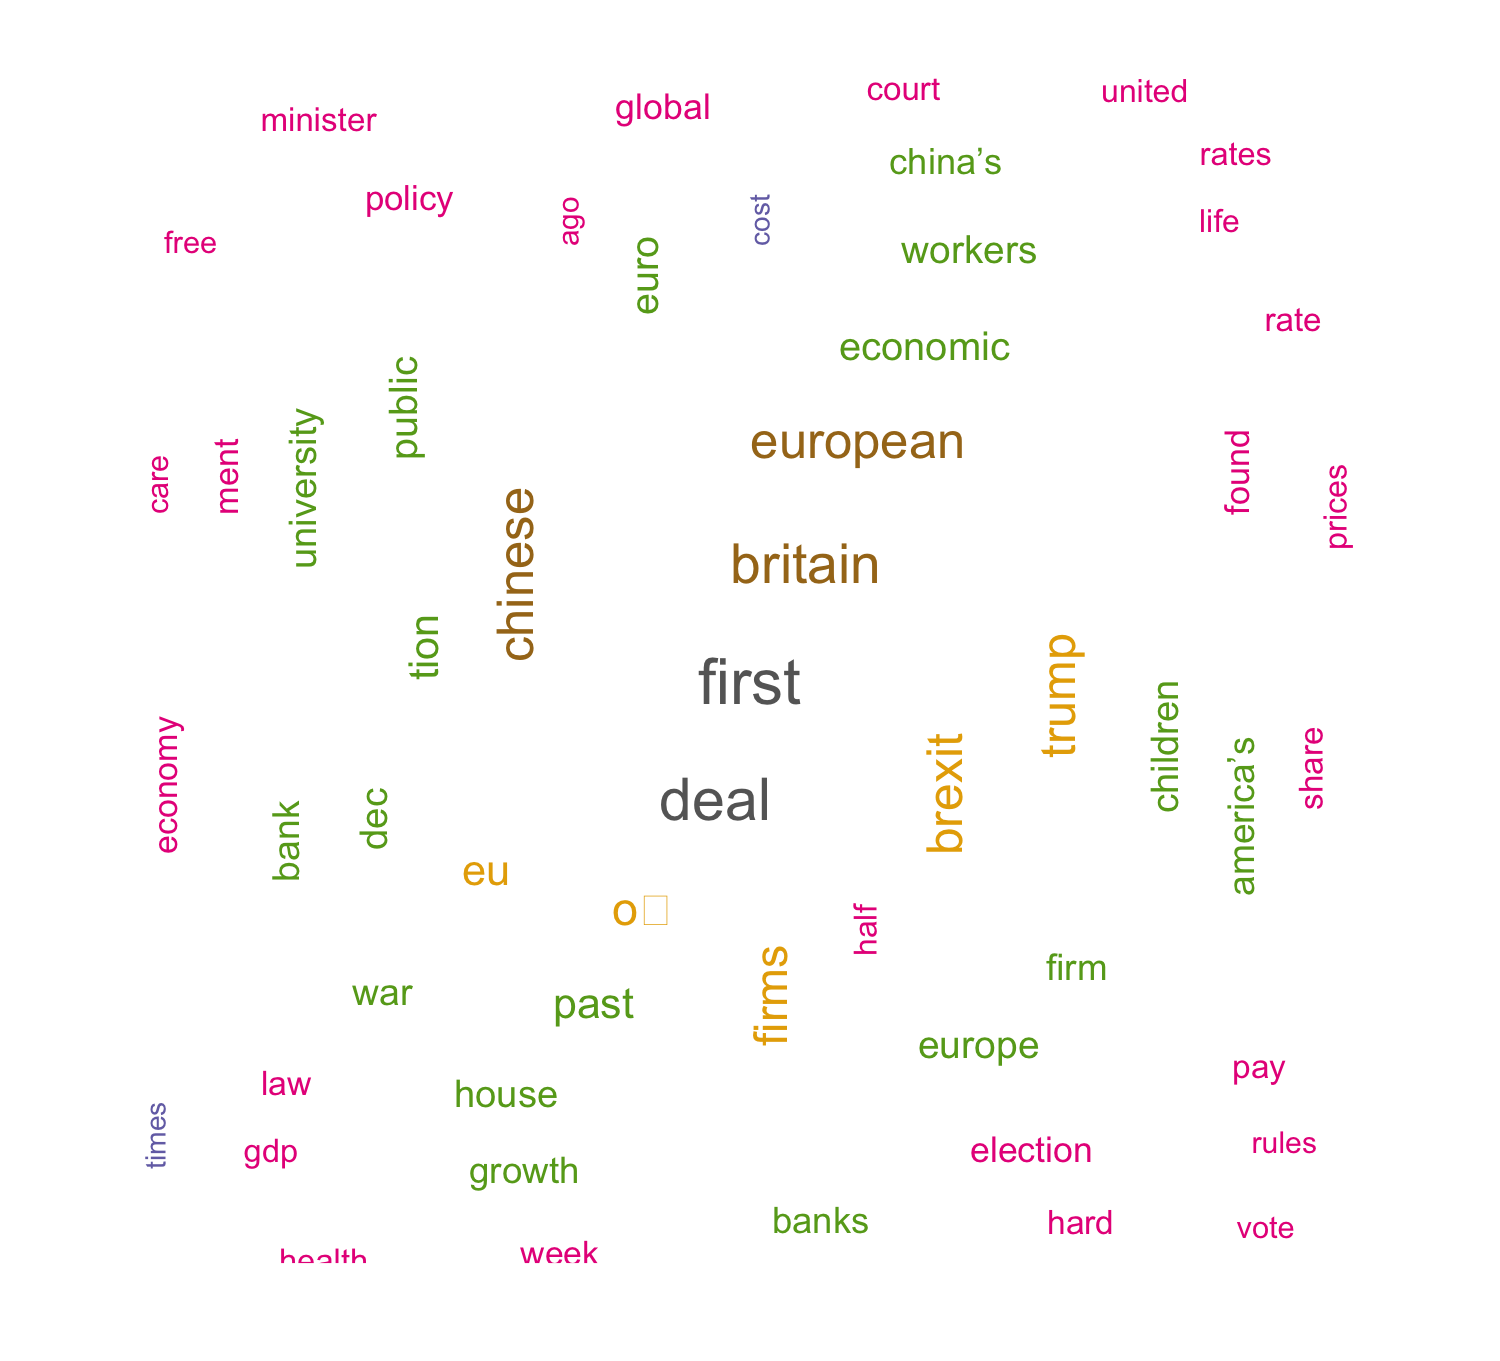 court
united
minister
global
china’s
rates
policy
ago
cost
life
free
euro
workers
rate
economic
public
university
ment
care
european
found
prices
chinese
britain
tion
first
trump
children
economy
brexit
america’s
share
deal
bank
dec
eu
o
half
firms
firm
war
past
europe
pay
law
house
times
gdp
election
rules
growth
banks
hard
vote
health
week